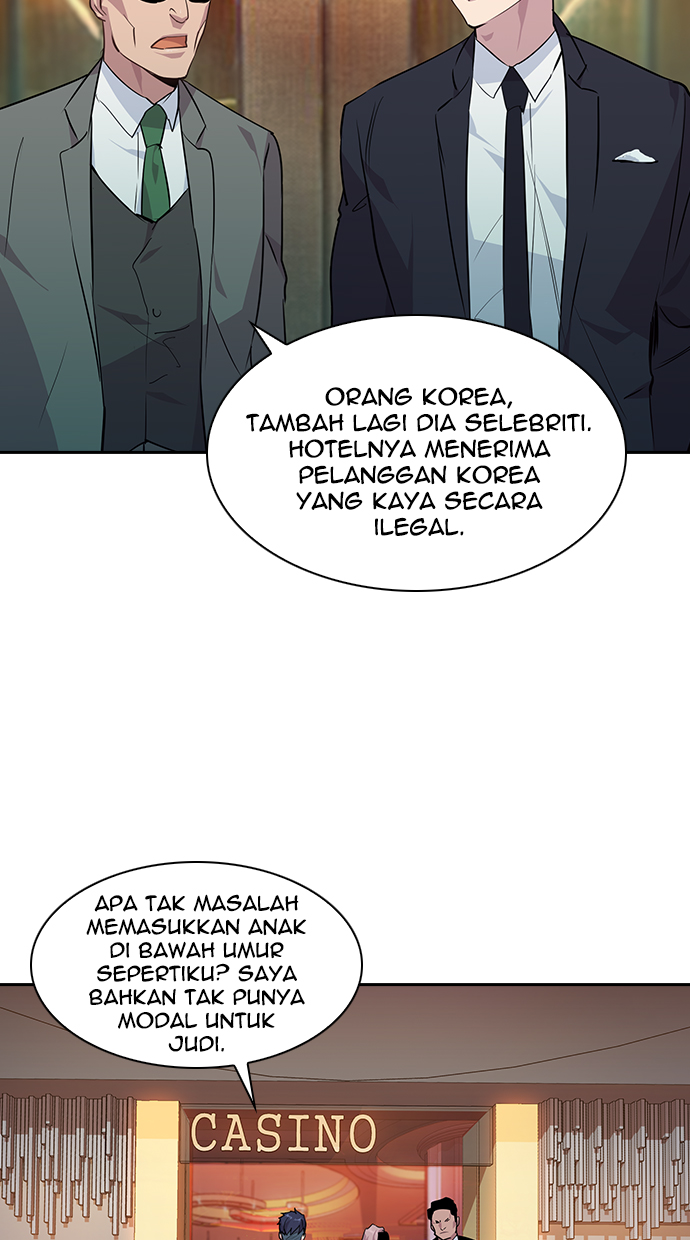 ORANG KOREA,
TAMBAH LAGI DIA SELEBRITI.
HOTELNYA MENERIMA
PELANGGAN KOREA
YANG KAYA SECARA
ILEGAL.
APA TAK MASALAH
MEMASUKKAN ANAK
DI BAWAH UMUR
SEPERTIKU? SAYA
BAHKAN TAK PUNYA
MODAL UNTUK
JUDI.
CASINO